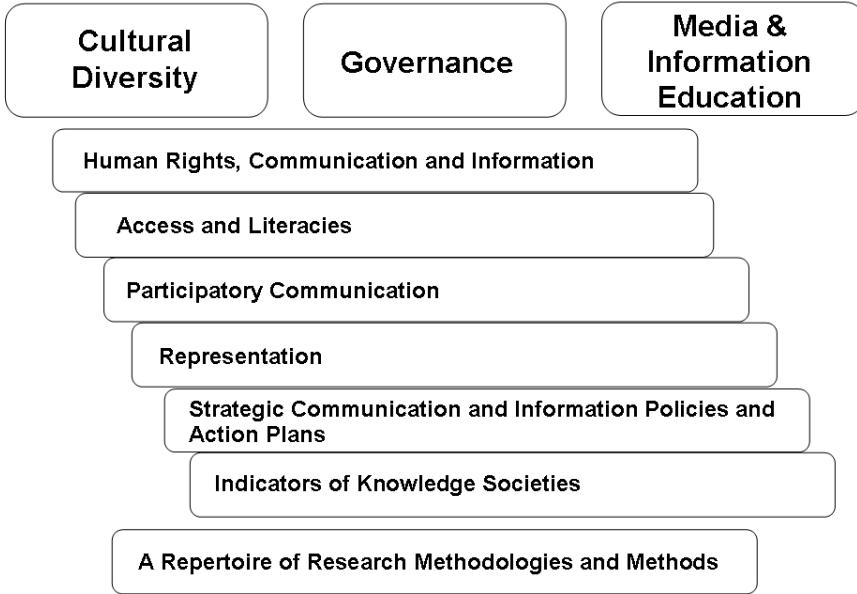 Cultural
Diversity
Governance
Media &
Information
Education
Human Rights, Communication and Information
Access and Literacies
Participatory Communication
Representation
Strategic Communication and Information Policies and
Action Plans
Indicators of Knowledge Societies
A Repertoire of Research Methodologies and Methods